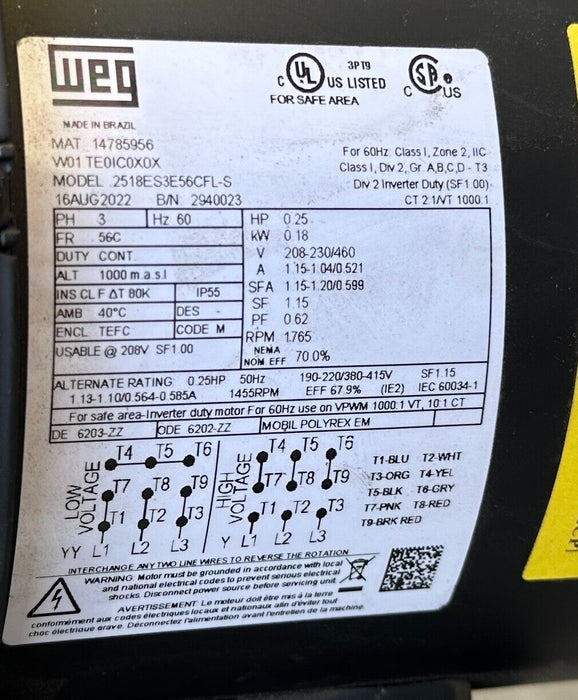 WEG
C UL US LISTED
3PT9
FOR SAFE AREA
C SA US
MADE IN BRAZIL
MAT 14785956
W01.TE0IC0X0X
MODEL 2518ES3E56CFL-S
16AUG2022 B/N: 2940023
For 60Hz: Class I, Zone 2, IIC
Class I, Div 2, Gr. A,B,C,D - T3
Div 2 Inverter Duty (SF1.00)-
CT 2:1/VT 1000:1
PH 3 Hz 60
FR 56C
DUTY CONT.
ALT 1000 m.a.s.l
INS CL F ΔT 80K IP55
AMB 40°C DES -
ENCL TEFC CODE M
USABLE @ 208V SF1.00
HP 0.25
kW 0.18
V 208-230/460
A 1.15-1.04/0.521
SFA 1.15-1.20/0.599
SF 1.15
PF 0.62
RPM 1765
NEMA NOM. EFF 70.0%
ALTERNATE RATING: 0.25HP 50Hz 190-220/380-415V SF1.15
1.13-1.10/0.564-0.585A 1455RPM EFF 67.9% (IE2) IEC 60034-1
For safe area-Inverter duty motor For 60Hz use on VPWM 1000:1 VT, 10:1 CT
DE 6203-ZZ ODE 6202-ZZ MOBIL POLYREX EM
LOW VOLTAGE
T4 T5 T6
T7 T8 T9
T1 T2 T3
YY L1 L2 L3
HIGH VOLTAGE
T4 T5 T6
T7 T8 T9
T1 T2 T3
Y L1 L2 L3
T1-BLU T2-WHT
T3-ORG T4-YEL
T5-BLK T6-GRY
T7-PNK T8-RED
T9-BRK RED
INTERCHANGE ANY TWO LINE WIRES TO REVERSE THE ROTATION
WARNING: Motor must be grounded in accordance with local
and national electrical codes to prevent serious electrical
shocks. Disconnect power source before servicing unit.
AVERTISSEMENT: Le moteur doit être mis à la terre
conformément aux codes électriques locaux et nationaux afin d'éviter tout
choc électrique grave. Déconnectez l'alimentation avant l'entretien de la machine.